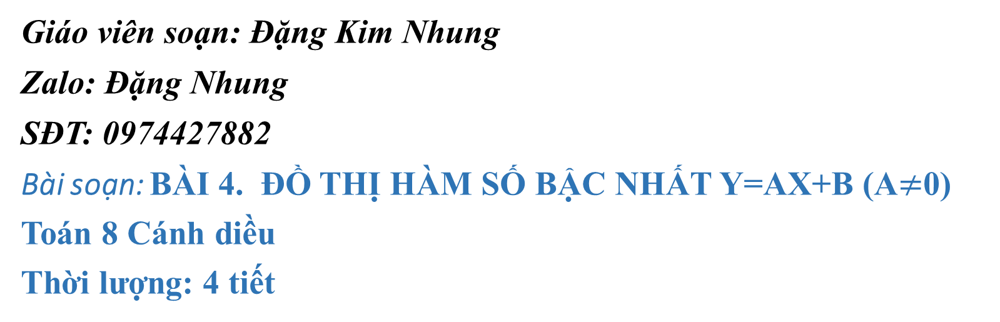 Giáo viên soạn: Đặng Kim Nhung
Zalo: Đặng Nhung
SĐT: 0974427882
Bài soạn: BÀI 4.  ĐỒ THỊ HÀM SỐ BẬC NHẤT Y=AX+B (A≠0)
Toán 8 Cánh diều
Thời lượng: 4 tiết